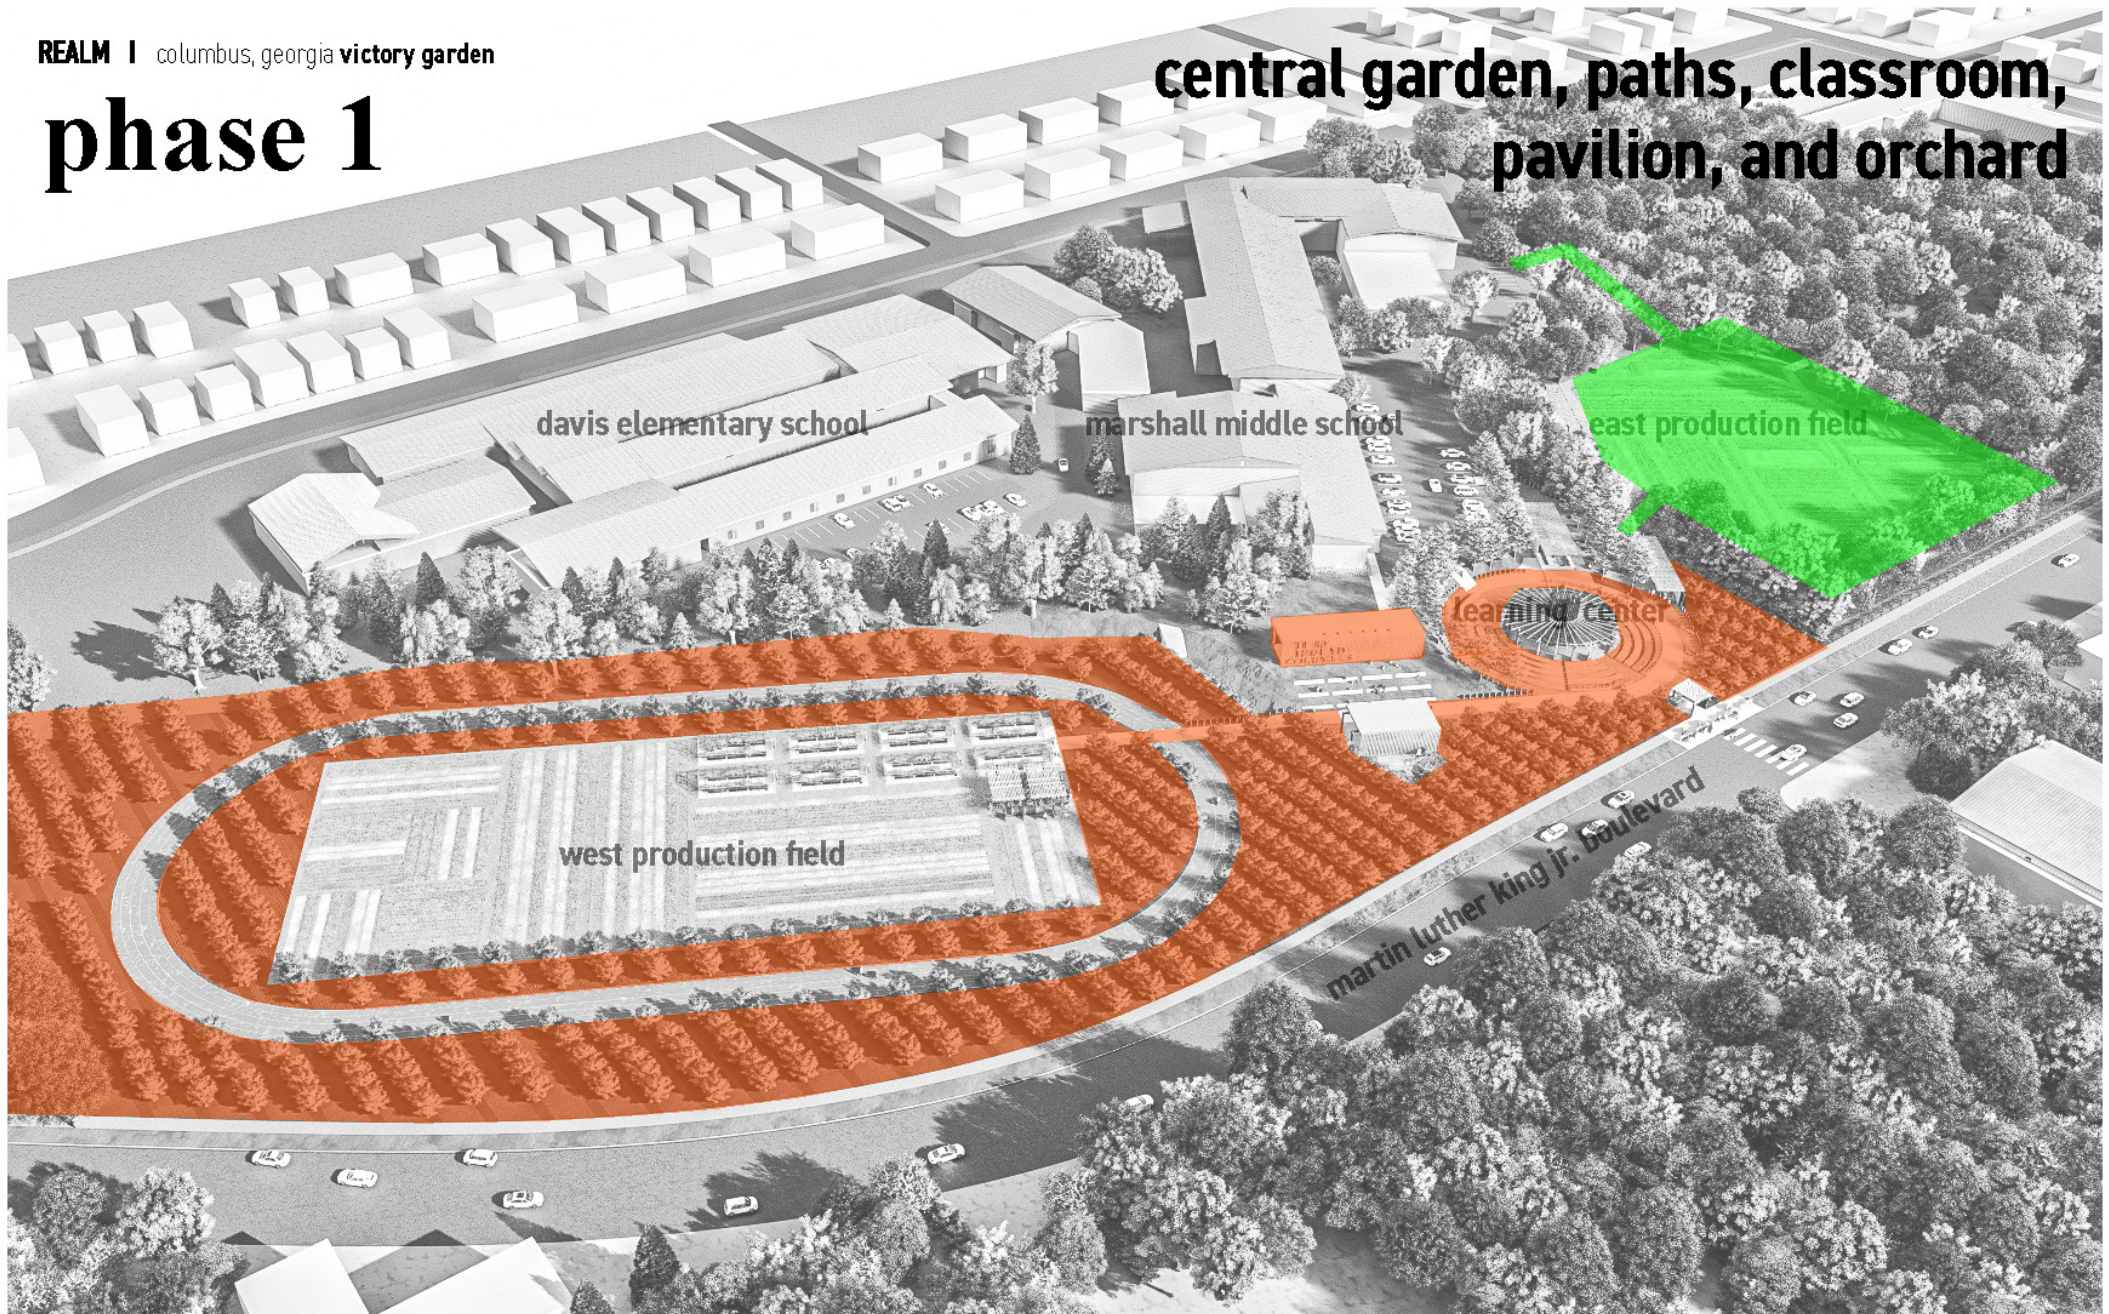 REALM | columbus, georgia victory garden
phase 1
central garden, paths, classroom,
pavilion, and orchard
davis elementary school
marshall middle school
east production field
learning center
west production field
martin luther king jr. boulevard